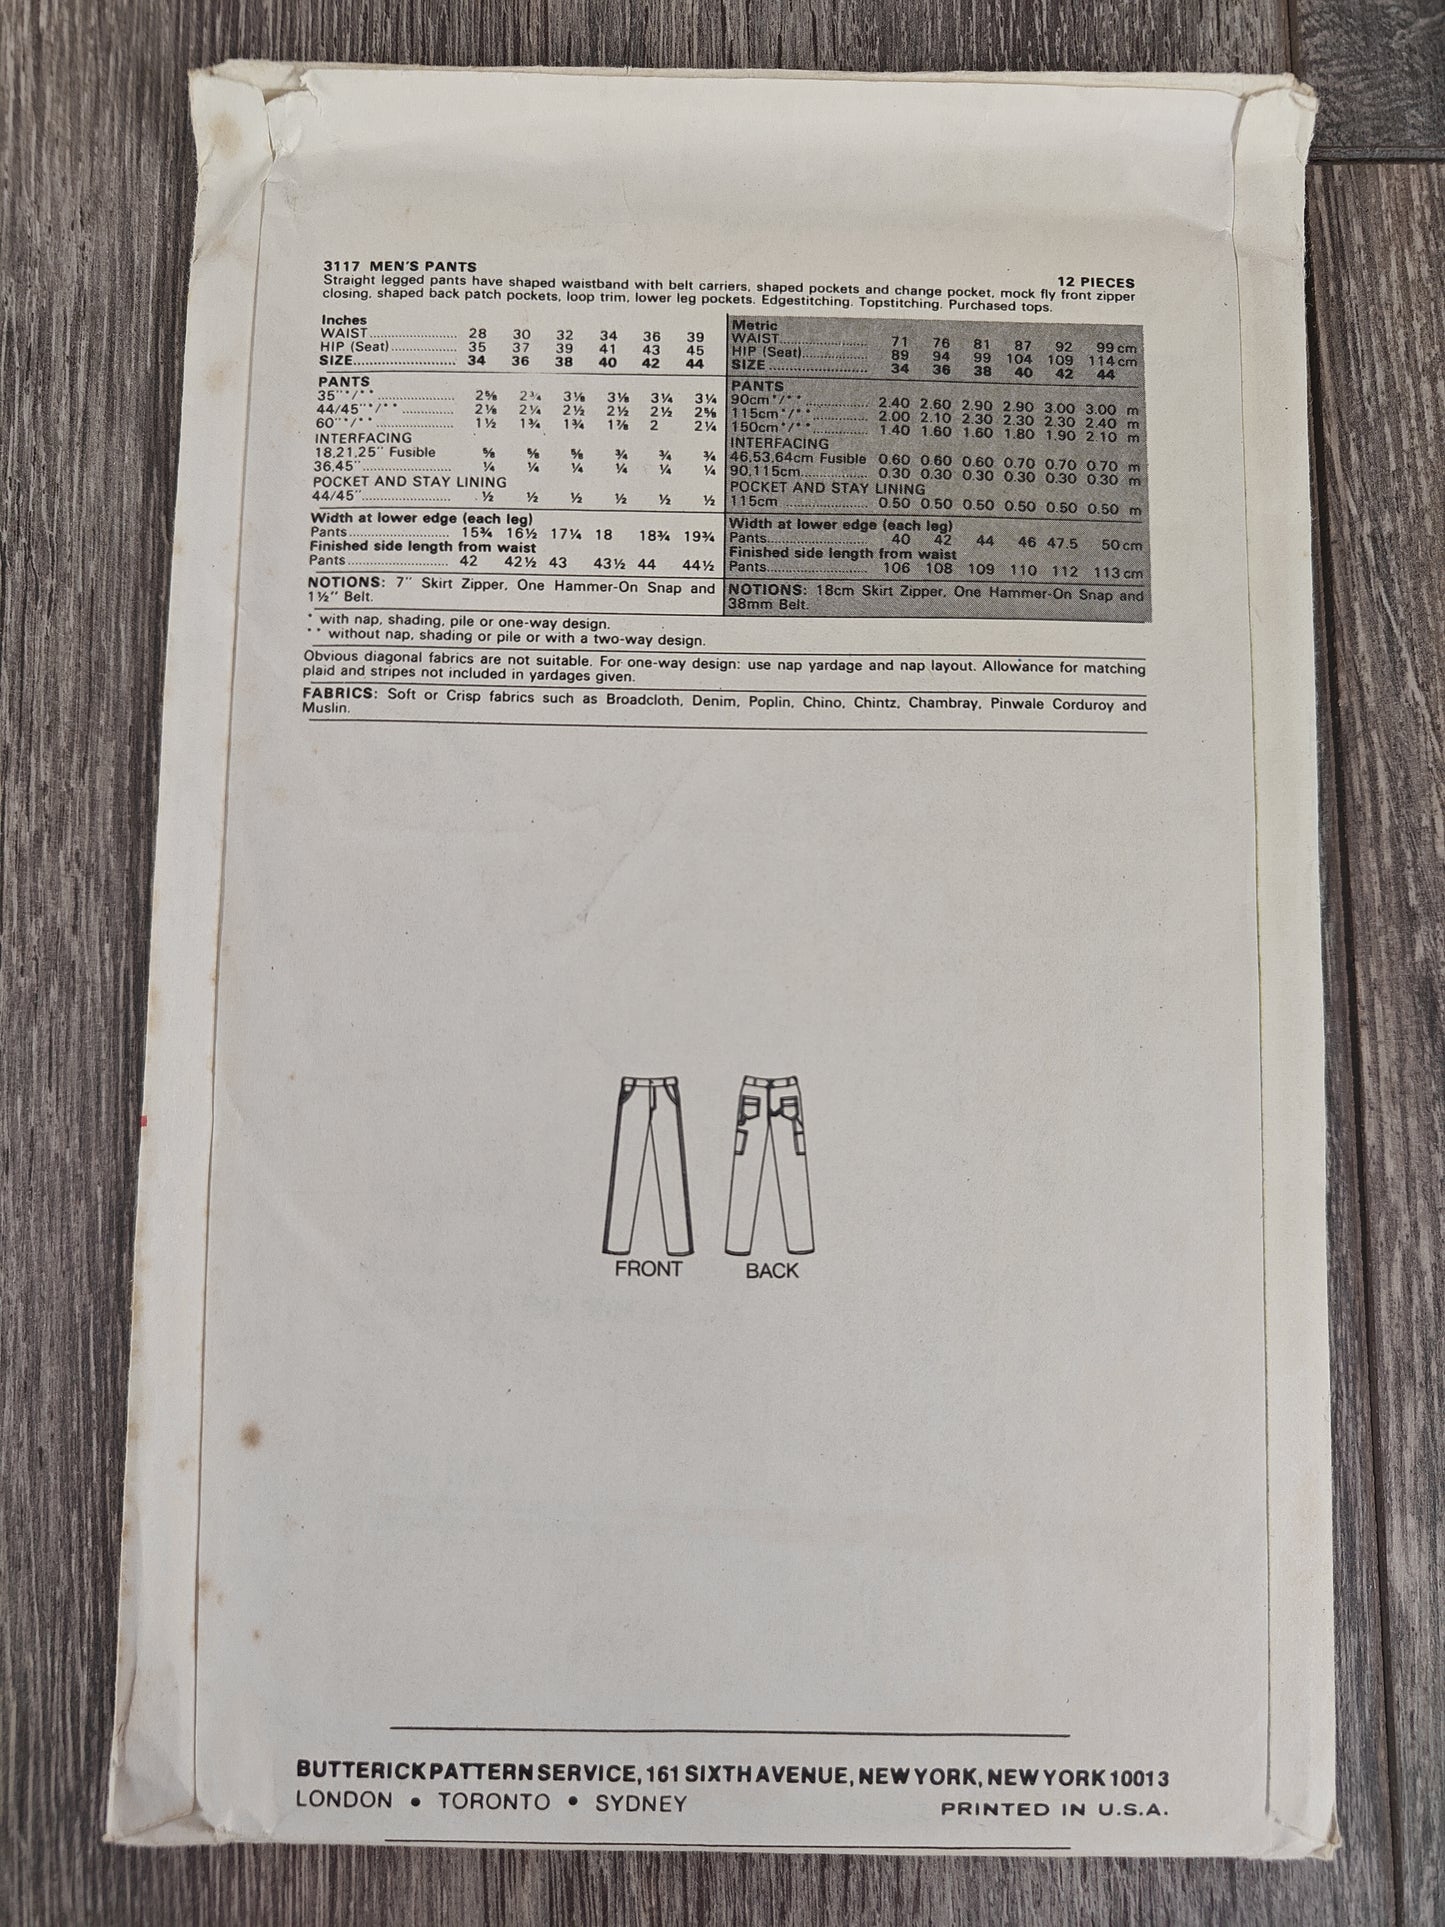 3117 MEN'S PANTS 12 PIECES
Straight legged pants have shaped waistband with belt carriers, shaped pockets and change pocket, mock fly front zipper
closing, shaped back patch pockets, loop trim, lower leg pockets. Edgestitching. Topstitching. Purchased tops.
Inches
WAIST 28 30 32 34 36 39
HIP (Seat) 35 37 39 41 43 45
SIZE 34 36 38 40 42 44
PANTS
35"*/** 2⅝ 2¾ 3⅛ 3⅛ 3¼ 3¼
44/45"*/** 2⅛ 2¼ 2½ 2½ 2½ 2⅝
60"*/** 1½ 1¾ 1¾ 1⅞ 2 2¼
INTERFACING
18,21,25" Fusible ⅝ ⅝ ⅝ ¾ ¾ ¾
36,45" ¼ ¼ ¼ ¼ ¼ ¼
POCKET AND STAY LINING
44/45" ½ ½ ½ ½ ½ ½
Width at lower edge (each leg)
Pants 15¾ 16½ 17¼ 18 18¾ 19¾
Finished side length from waist
Pants 42 42½ 43 43½ 44 44½
NOTIONS: 7" Skirt Zipper, One Hammer-On Snap and
1½" Belt.
Metric
WAIST 71 76 81 87 92 99 cm
HIP (Seat) 89 94 99 104 109 114 cm
SIZE 34 36 38 40 42 44
PANTS
90cm*/** 2.40 2.60 2.90 2.90 3.00 3.00 m
115cm*/** 2.00 2.10 2.30 2.30 2.30 2.40 m
150cm*/** 1.40 1.60 1.60 1.80 1.90 2.10 m
INTERFACING
46,53,64cm Fusible 0.60 0.60 0.60 0.70 0.70 0.70 m
90,115cm 0.30 0.30 0.30 0.30 0.30 0.30 m
POCKET AND STAY LINING
115cm 0.50 0.50 0.50 0.50 0.50 0.50 m
Width at lower edge (each leg)
Pants 40 42 44 46 47.5 50 cm
Finished side length from waist
Pants 106 108 109 110 112 113 cm
NOTIONS: 18cm Skirt Zipper, One Hammer-On Snap and
38mm Belt.
* with nap, shading, pile or one-way design.
** without nap, shading or pile or with a two-way design.
Obvious diagonal fabrics are not suitable. For one-way design: use nap yardage and nap layout. Allowance for matching
plaid and stripes not included in yardages given.
FABRICS: Soft or Crisp fabrics such as Broadcloth, Denim, Poplin, Chino, Chintz, Chambray, Pinwale Corduroy and
Muslin.
FRONT BACK
BUTTERICK PATTERN SERVICE, 161 SIXTH AVENUE, NEW YORK, NEW YORK 10013
LONDON • TORONTO • SYDNEY PRINTED IN U.S.A.